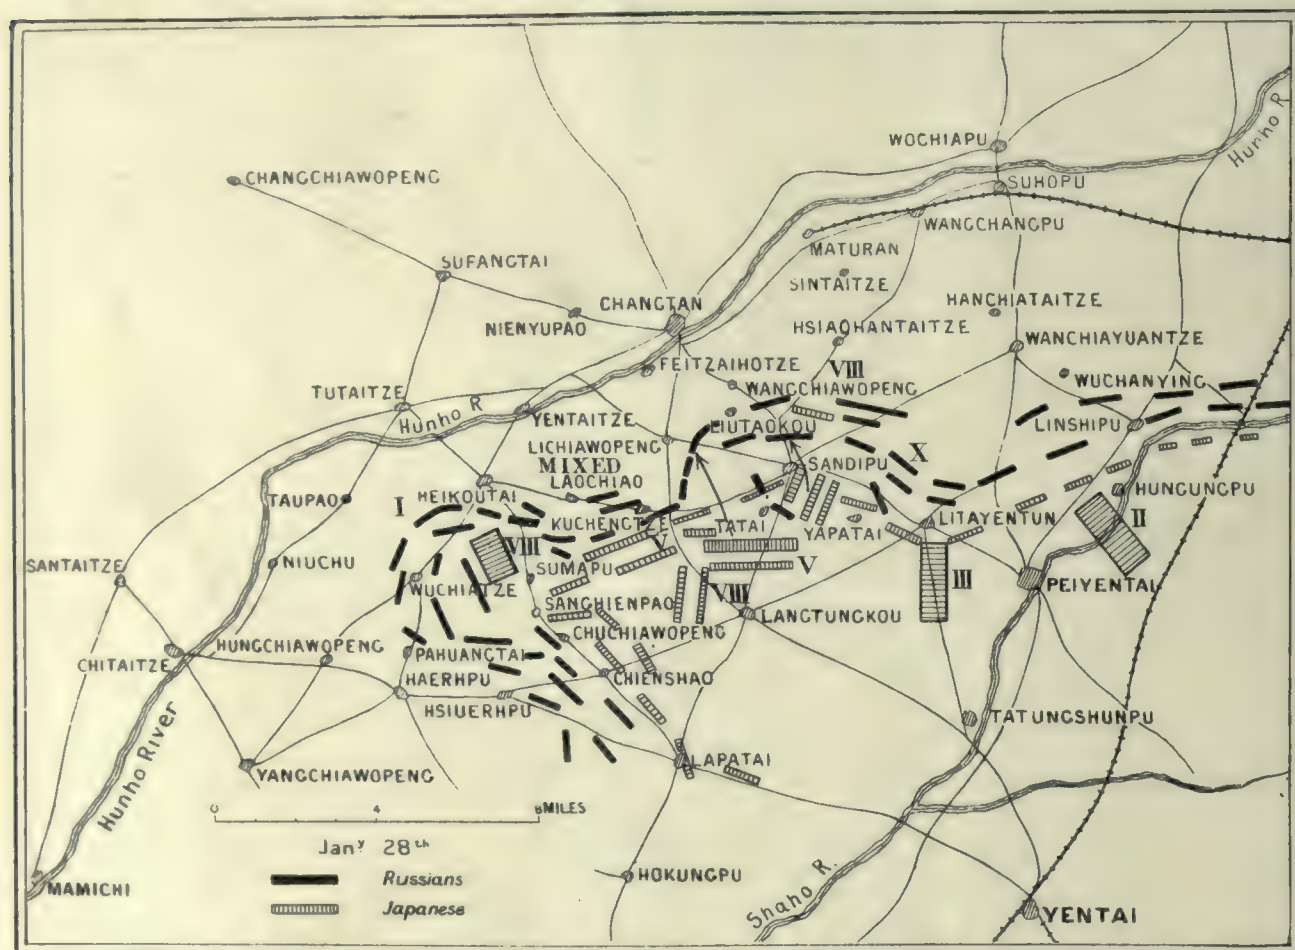 Hunho R
WOCHIAPU
CHANGCHIAWOPENG
SUHOPU
WANGCHANGPU
MATURAN
SUFANGTAI
SINTAITZE
CHANGTAN
HANCHIATAITZE
NIENYUPAO
HSIAOHANTAITZE
WANCHIAYUANTZE
FEITZAIHOTZE
VIII
WUCHANYING
TUTAITZE
WANGCHIAWOPENG
Hunho R
YENTAITZE
LIUTAOKOU
LINSHIPU
LICHIAWOPENG
MIXED
SANDIPU
X
LAOCHIAO
HEIKOUTAI
TAUPAO
I
HUNGUNGPU
KUCHENGTZE
TATAI
YAPATAI
LITAYENTUN
II
VIII
V
SANTAITZE
NIUCHU
SUMAPU
V
WUCHIATZE
III
PEIYENTAI
VIII
SANCHIENPAO
LANGTUNGKOU
HUNGCHIAWOPENG
CHUCHIAWOPENG
CHITAITZE
PAHUANGTAI
HAERHPU
CHIENSHAO
HSIUERHPU
TATUNGSHUNPU
Hunho River
YANGCHIAWOPENG
LAPATAI
0 4 8 MILES
Jany 28th
Russians
Japanese
MAMICHI
HOKUNGPU
Shaho R.
YENTAI